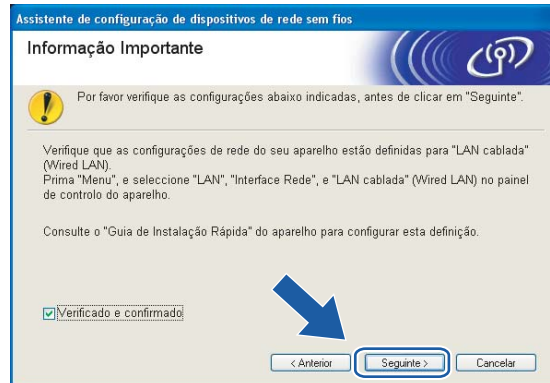 Assistente de configuração de dispositivos de rede sem fios
Informação Importante
Por favor verifique as configurações abaixo indicadas, antes de clicar em "Seguinte".
Verifique que as configurações de rede do seu aparelho estão definidas para "LAN cablada"
(Wired LAN).
Prima "Menu", e seleccione "LAN", "Interface Rede", e "LAN cablada" (Wired LAN) no painel
de controlo do aparelho.
Consulte o "Guia de Instalação Rápida" do aparelho para configurar esta definição.
Verificado e confirmado
< Anterior Seguinte > Cancelar